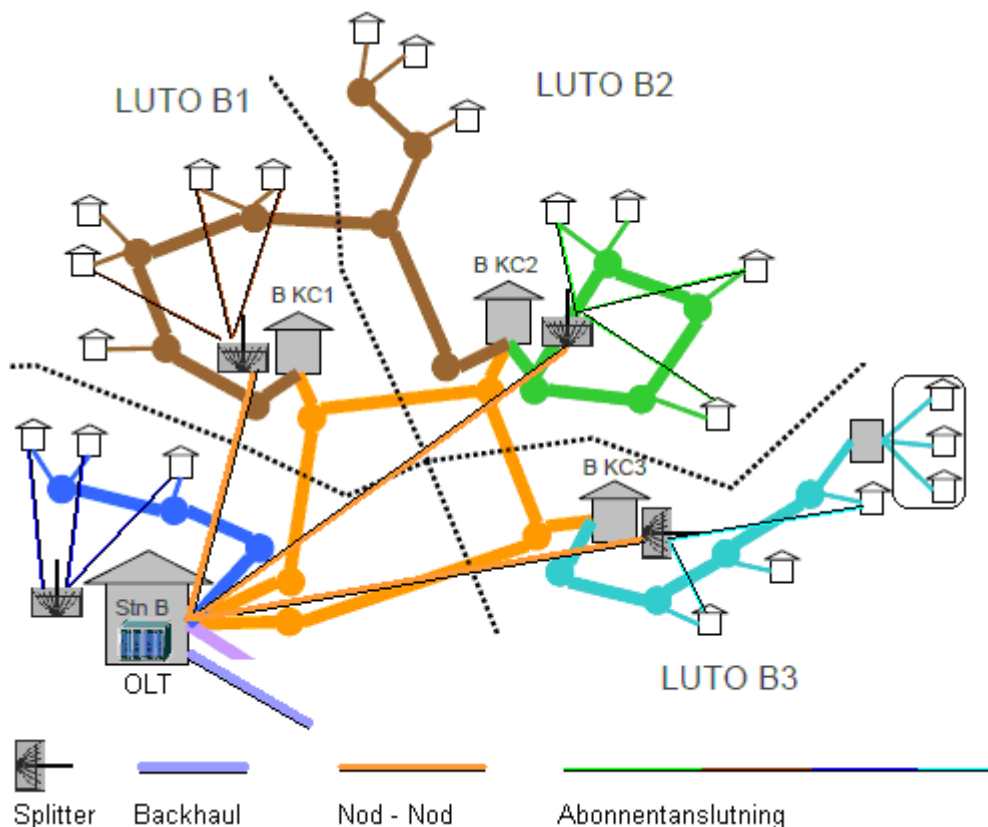 LUTO B1
LUTO B2
B KC1
B KC2
B KC3
Stn B
OLT
LUTO B3
Splitter
Backhaul
Nod - Nod
Abonnentanslutning